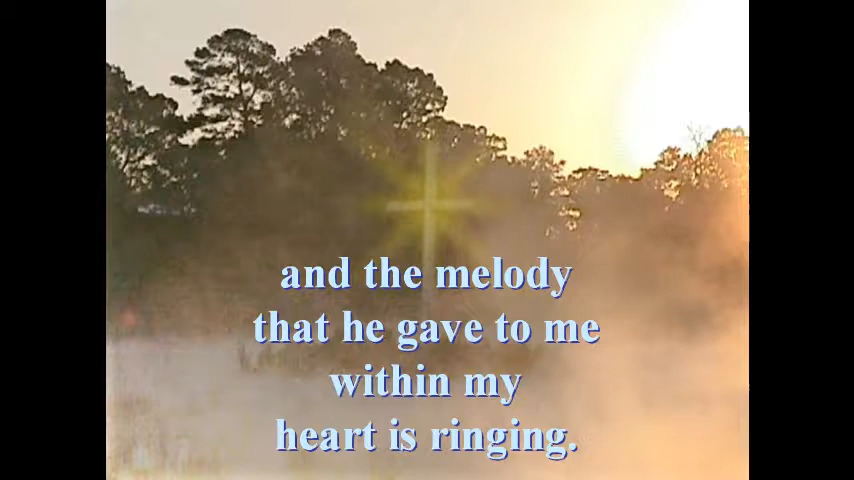 and the melody
that he gave to me
within my
heart is ringing.